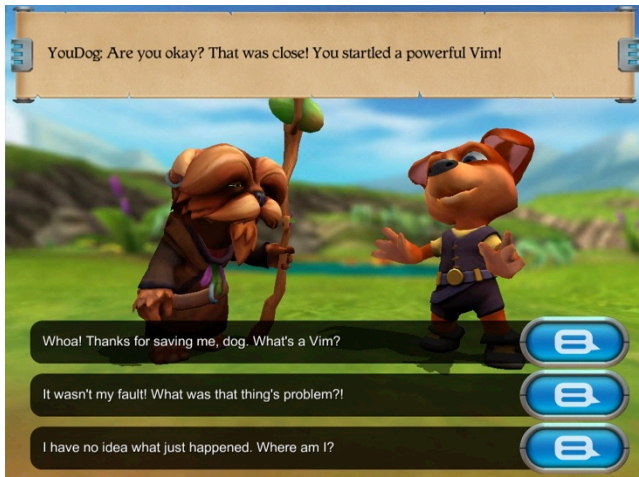 YouDog: Are you okay? That was close! You startled a powerful Vim!
Whoa! Thanks for saving me, dog. What's a Vim?
It wasn't my fault! What was that thing's problem?!
I have no idea what just happened. Where am I?